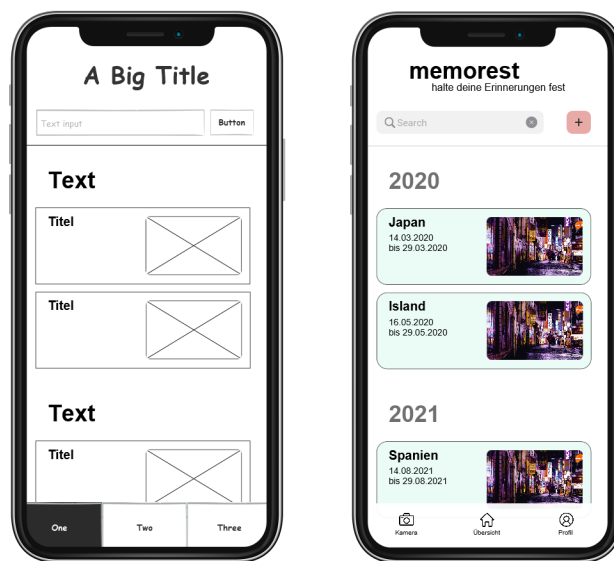 A Big Title
Text input
Button
Text
Titel
Titel
Text
Titel
One
Two
Three
memorest
halte deine Erinnerungen fest
Search
+
2020
Japan
14.03.2020
bis 29.03.2020
Island
16.05.2020
bis 29.05.2020
2021
Spanien
14.08.2021
bis 29.08.2021
Kamera
Übersicht
Profil